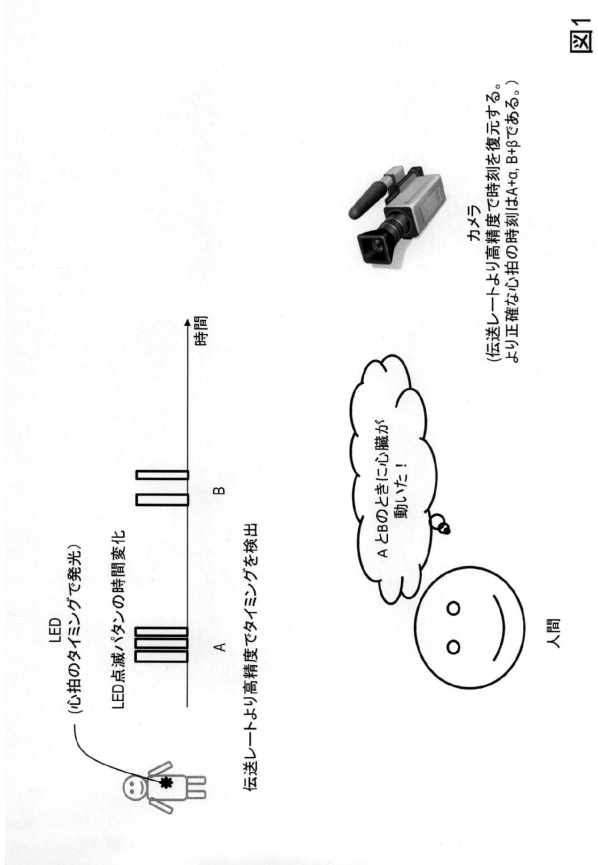 LED
(心拍のタイミングで発光)
LED点滅パタンの時間変化
A
B
時間
伝送レートより高精度でタイミングを検出
AとBのときに心臓が
動いた！
人間
カメラ
(伝送レートより高精度で時刻を復元する。
より正確な心拍の時刻はA+α, B+βである。)
図1